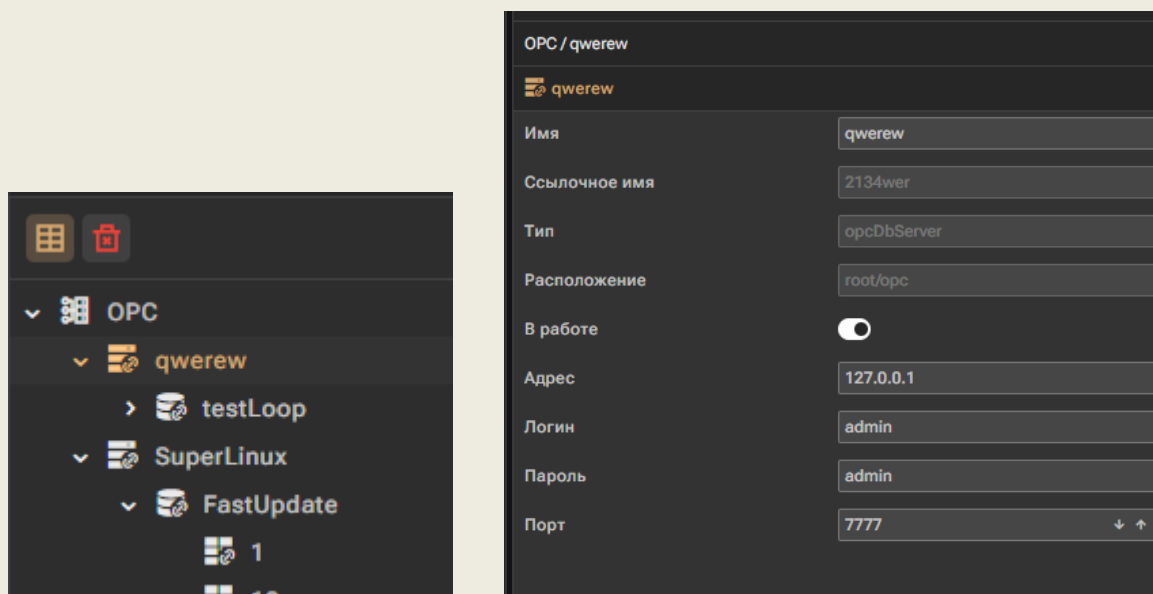 OPC
qwerew
testLoop
SuperLinux
FastUpdate
1
OPC / qwerew
qwerew
Имя qwerew
Ссылочное имя 2134wer
Тип opcDbServer
Расположение root/opc
В работе
Адрес 127.0.0.1
Логин admin
Пароль admin
Порт 7777